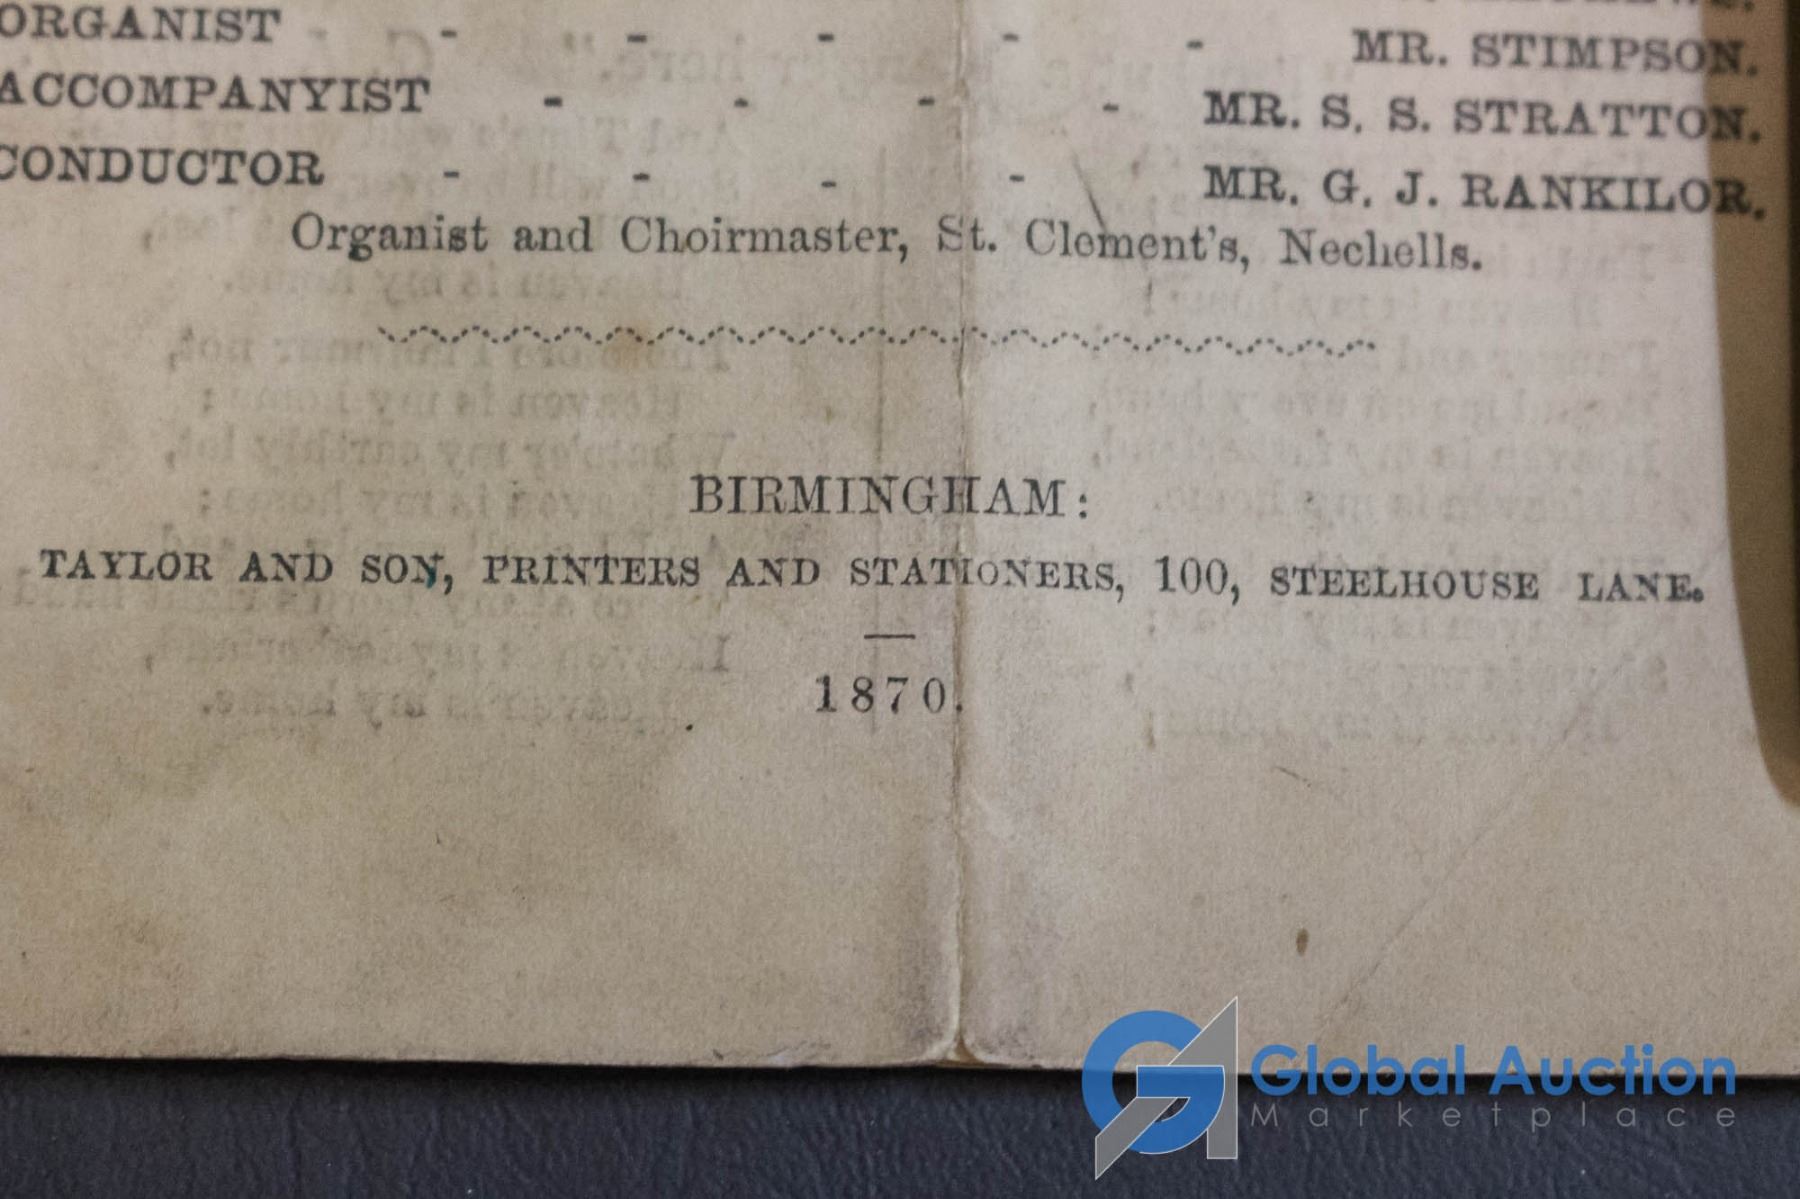 ORGANIST - - - - - MR. STIMPSON.
ACCOMPANYIST - - - - MR. S. S. STRATTON.
CONDUCTOR - - - - MR. G. J. RANKILOR.
Organist and Choirmaster, St. Clement's, Nechells.
BIRMINGHAM:
TAYLOR AND SON, PRINTERS AND STATIONERS, 100, STEELHOUSE LANE.
1870.
Global Auction
Marketplace